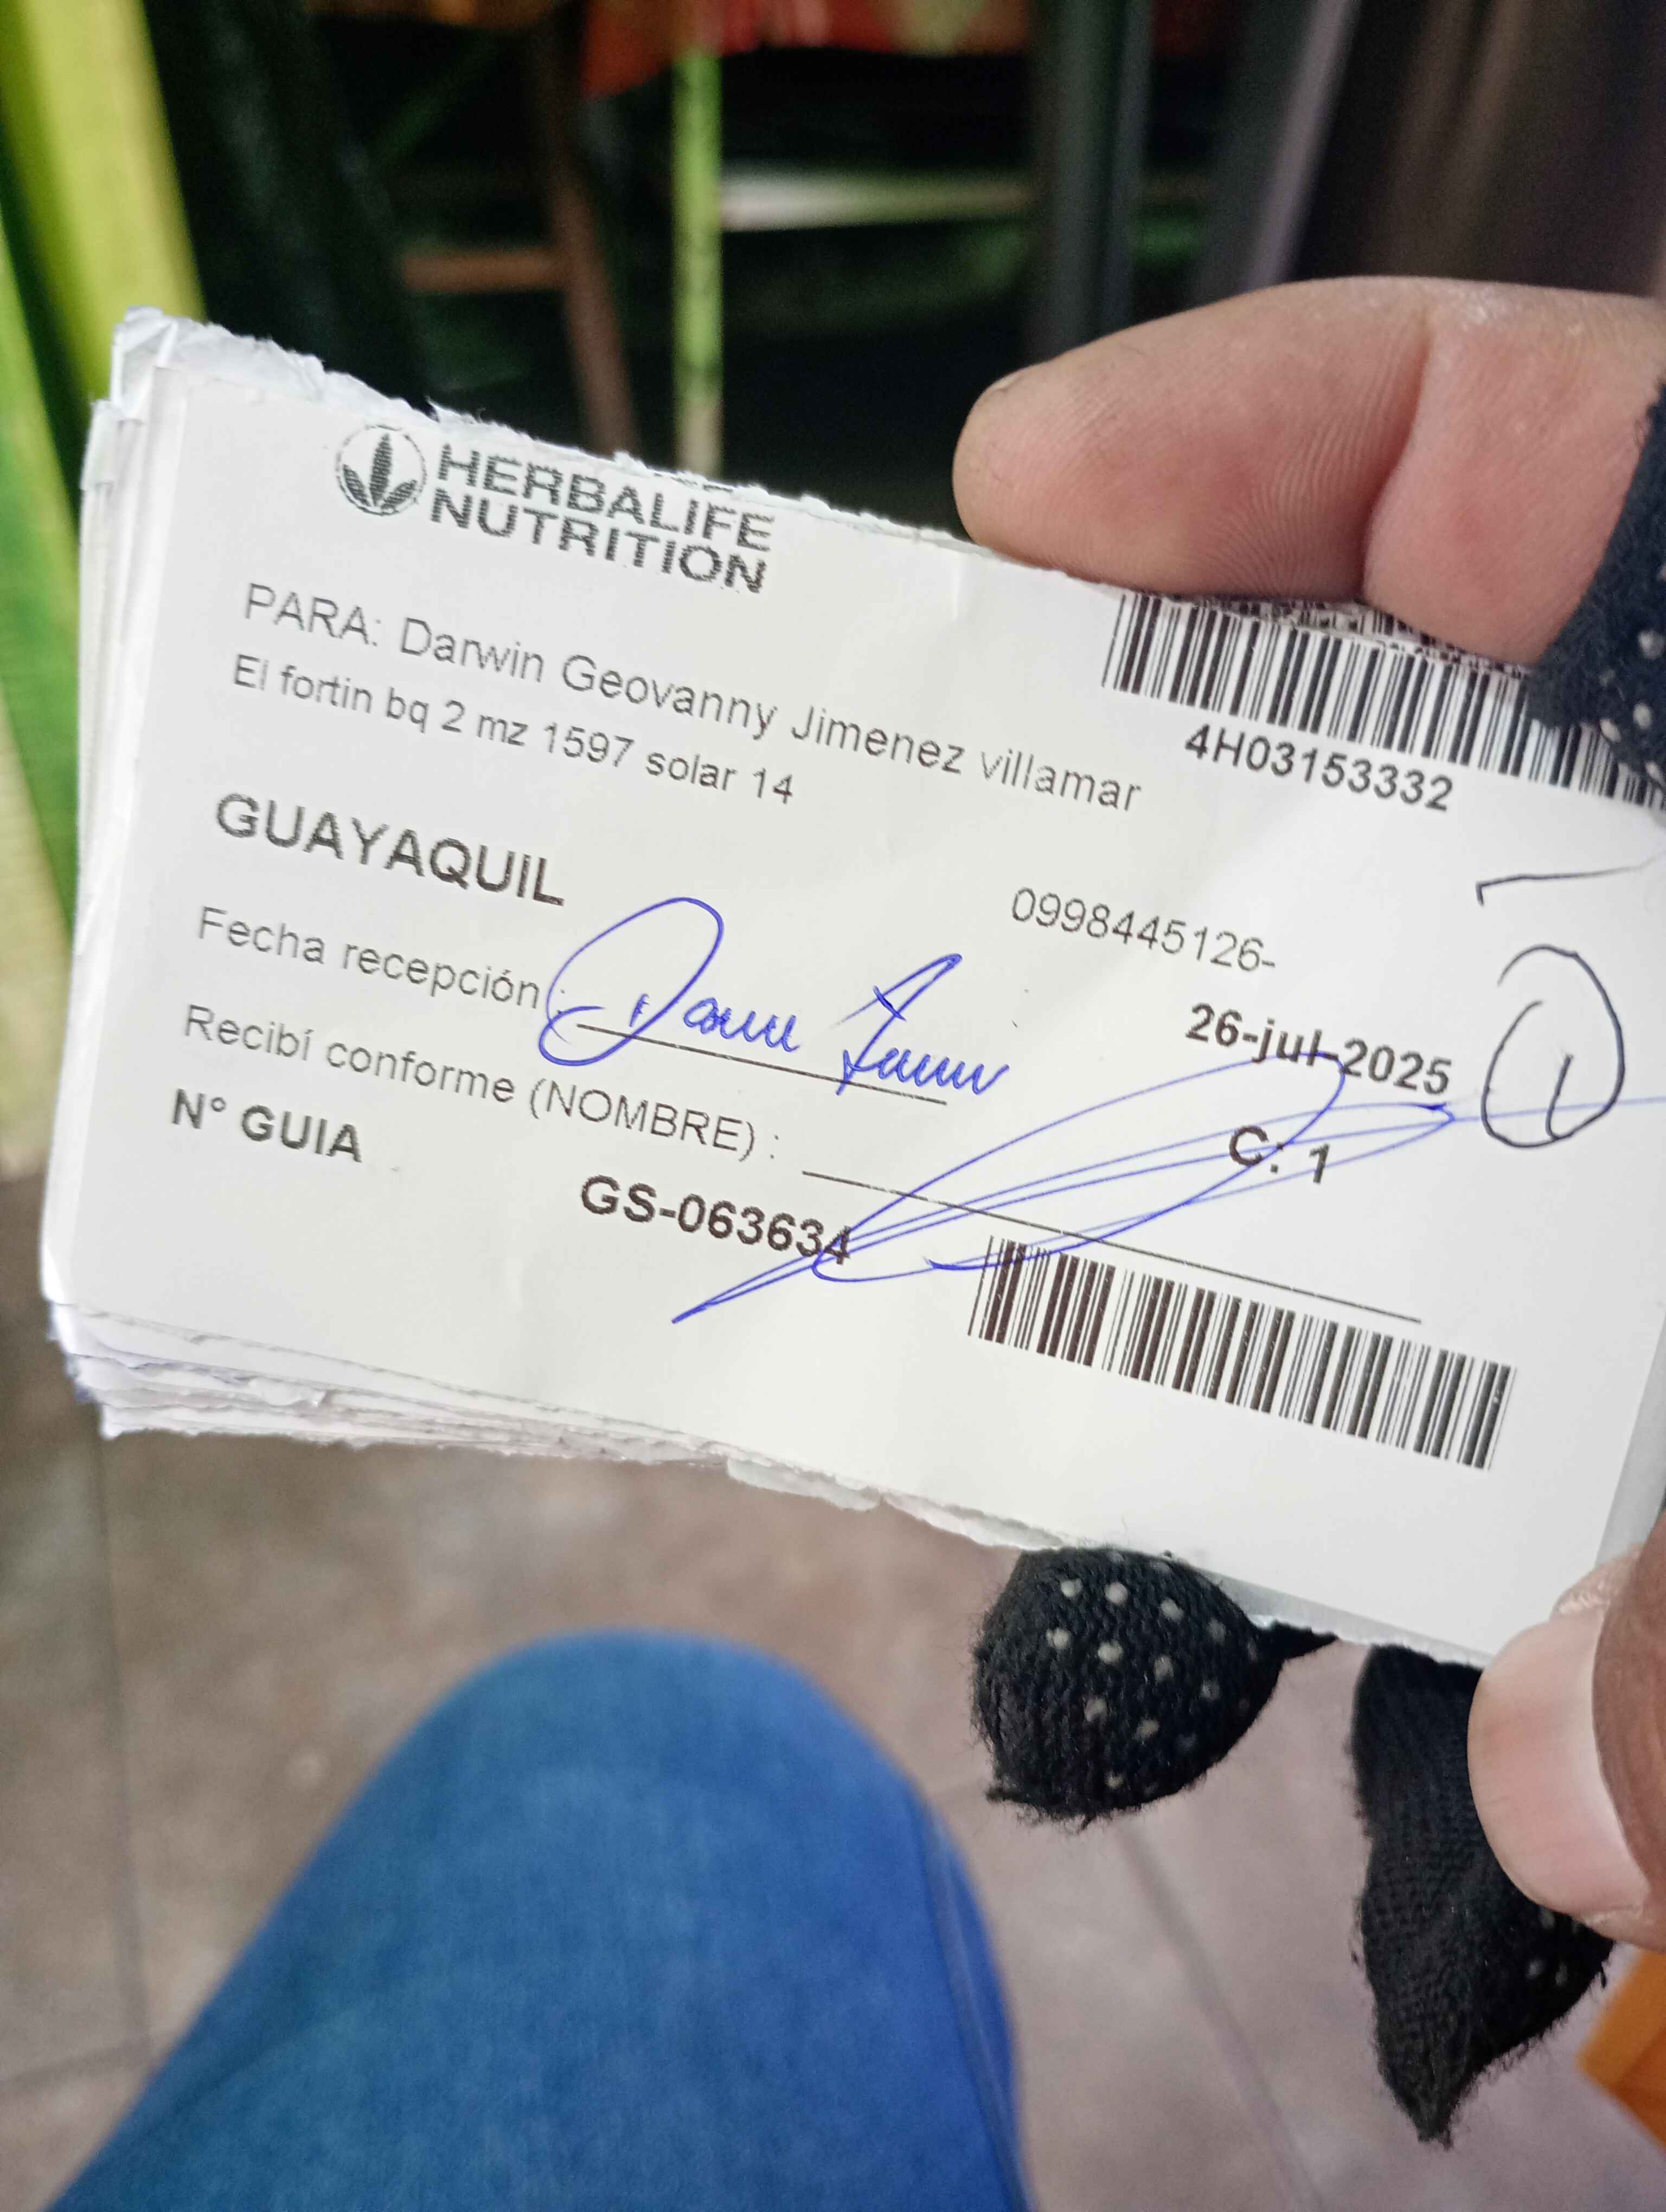 HERBALIFE
NUTRITION
4H03153332
PARA: Darwin Geovanny Jimenez villamar
El fortin bq 2 mz 1597 solar 14
GUAYAQUIL
0998445126-
Fecha recepción :
26-jul-2025
Recibí conforme (NOMBRE) :
C: 1
1
N° GUIA
GS-063634